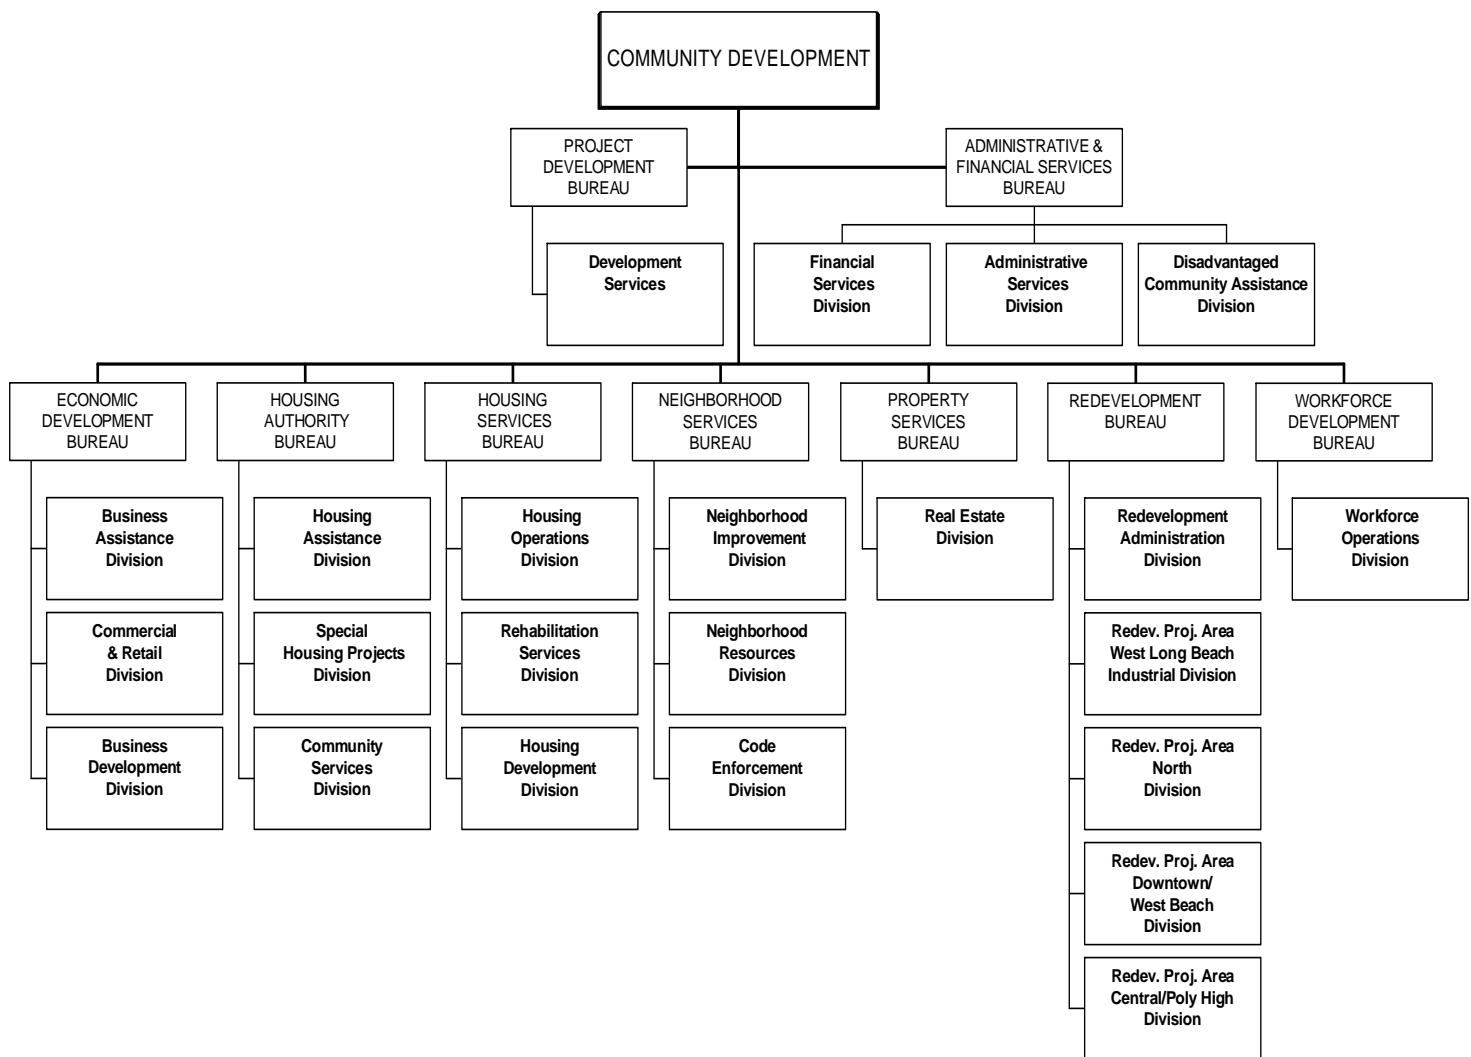 COMMUNITY DEVELOPMENT
PROJECT
DEVELOPMENT
BUREAU
ADMINISTRATIVE &
FINANCIAL SERVICES
BUREAU
Development
Services
Financial
Services
Division
Administrative
Services
Division
Disadvantaged
Community Assistance
Division
ECONOMIC
DEVELOPMENT
BUREAU
HOUSING
AUTHORITY
BUREAU
HOUSING
SERVICES
BUREAU
NEIGHBORHOOD
SERVICES
BUREAU
PROPERTY
SERVICES
BUREAU
REDEVELOPMENT
BUREAU
WORKFORCE
DEVELOPMENT
BUREAU
Business
Assistance
Division
Housing
Assistance
Division
Housing
Operations
Division
Neighborhood
Improvement
Division
Real Estate
Division
Redevelopment
Administration
Division
Workforce
Operations
Division
Commercial
& Retail
Division
Special
Housing Projects
Division
Rehabilitation
Services
Division
Neighborhood
Resources
Division
Redev. Proj. Area
West Long Beach
Industrial Division
Business
Development
Division
Community
Services
Division
Housing
Development
Division
Code
Enforcement
Division
Redev. Proj. Area
North
Division
Redev. Proj. Area
Downtown/
West Beach
Division
Redev. Proj. Area
Central/Poly High
Division